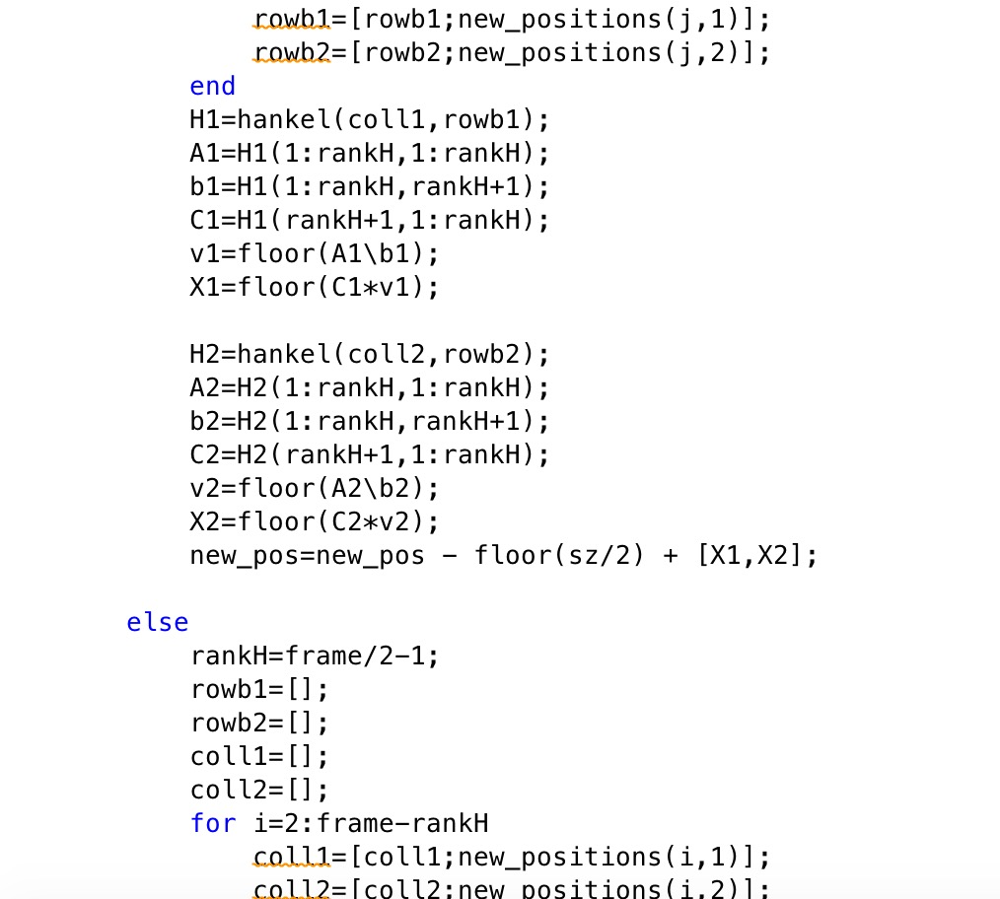 rowb1=[rowb1;new_positions(j,1)];
rowb2=[rowb2;new_positions(j,2)];
end
H1=hankel(coll1,rowb1);
A1=H1(1:rankH,1:rankH);
b1=H1(1:rankH,rankH+1);
C1=H1(rankH+1,1:rankH);
v1=floor(A1\b1);
X1=floor(C1*v1);
H2=hankel(coll2,rowb2);
A2=H2(1:rankH,1:rankH);
b2=H2(1:rankH,rankH+1);
C2=H2(rankH+1,1:rankH);
v2=floor(A2\b2);
X2=floor(C2*v2);
new_pos=new_pos - floor(sz/2) + [X1,X2];
else
rankH=frame/2-1;
rowb1=[];
rowb2=[];
coll1=[];
coll2=[];
for i=2:frame-rankH
coll1=[coll1;new_positions(i,1)];
coll2=[coll2;new_positions(i,2)];